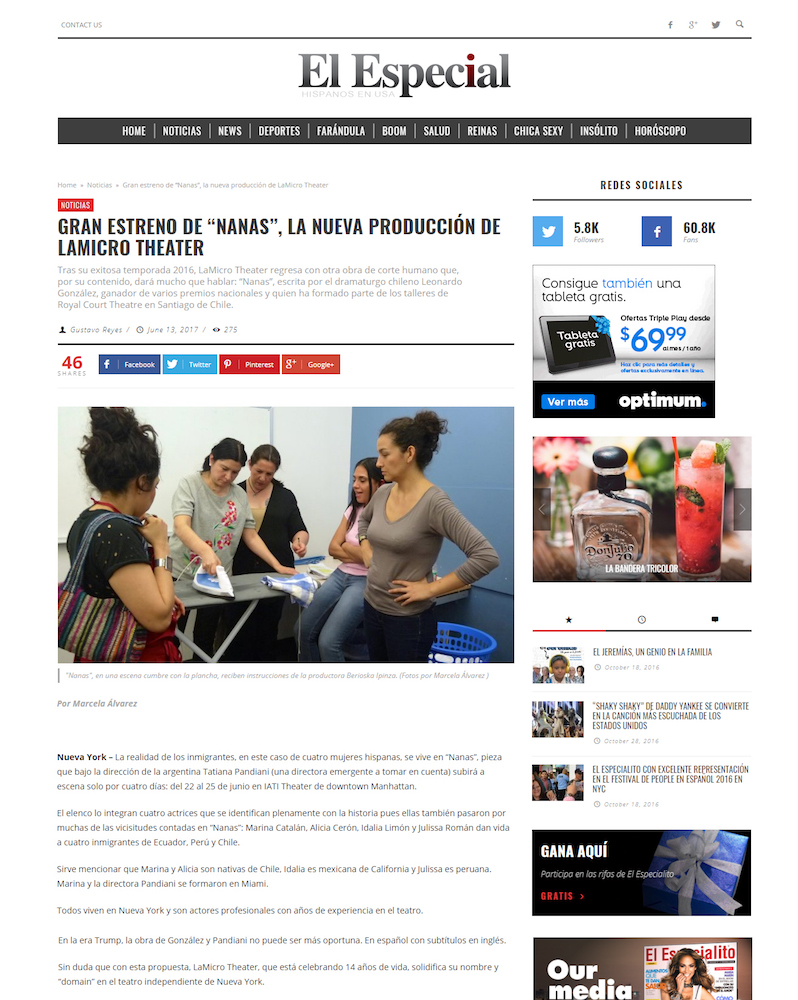 CONTACT US
El Especial
HISPANOS EN USA
HOME | NOTICIAS | NEWS | DEPORTES | FARÁNDULA | BOOM | SALUD | REINAS | CHICA SEXY | INSÓLITO | HORÓSCOPO
Home » Noticias » Gran estreno de “Nanas”, la nueva producción de LaMicro Theater
NOTICIAS
GRAN ESTRENO DE “NANAS”, LA NUEVA PRODUCCIÓN DE
LAMICRO THEATER
Tras su exitosa temporada 2016, LaMicro Theater regresa con otra obra de corte humano que,
por su contenido, dará mucho que hablar: “Nanas”, escrita por el dramaturgo chileno Leonardo
González, ganador de varios premios nacionales y quien ha formado parte de los talleres de
Royal Court Theatre en Santiago de Chile.
Gustavo Reyes / June 13, 2017 / 275
46
SHARES
Facebook
Twitter
Pinterest
Google+
“Nanas”, en una escena cumbre con la plancha, reciben instrucciones de la productora Berioska Ipinza. (Fotos por Marcela Álvarez )
Por Marcela Álvarez
Nueva York – La realidad de los inmigrantes, en este caso de cuatro mujeres hispanas, se vive en “Nanas”, pieza
que bajo la dirección de la argentina Tatiana Pandiani (una directora emergente a tomar en cuenta) subirá a
escena solo por cuatro días: del 22 al 25 de junio en IATI Theater de downtown Manhattan.
El elenco lo integran cuatro actrices que se identifican plenamente con la historia pues ellas también pasaron por
muchas de las vicisitudes contadas en “Nanas”: Marina Catalán, Alicia Cerón, Idalia Limón y Julissa Román dan vida
a cuatro inmigrantes de Ecuador, Perú y Chile.
Sirve mencionar que Marina y Alicia son nativas de Chile, Idalia es mexicana de California y Julissa es peruana.
Marina y la directora Pandiani se formaron en Miami.
Todos viven en Nueva York y son actores profesionales con años de experiencia en el teatro.
En la era Trump, la obra de González y Pandiani no puede ser más oportuna. En español con subtítulos en inglés.
Sin duda que con esta propuesta, LaMicro Theater, que está celebrando 14 años de vida, solidifica su nombre y
“domain” en el teatro independiente de Nueva York.
REDES SOCIALES
5.8K
Followers
60.8K
Fans
Consigue también una
tableta gratis.
Tableta
gratis
Ofertas Triple Play desde
$69.99
al mes / 1 año
Haz clic para más detalles y
ofertas exclusivamente en línea.
Ver más
optimum.
DonJulio
70
LA BANDERA TRICOLOR
EL JEREMÍAS, UN GENIO EN LA FAMILIA
October 18, 2016
“SHAKY SHAKY” DE DADDY YANKEE SE CONVIERTE
EN LA CANCIÓN MÁS ESCUCHADA DE LOS
ESTADOS UNIDOS
October 28, 2016
EL ESPECIALITO CON EXCELENTE REPRESENTACIÓN
EN EL FESTIVAL DE PEOPLE EN ESPAÑOL 2016 EN
NYC
October 18, 2016
GANA AQUÍ
Participa en las rifas de El Especialito
GRATIS >
Our
media
El Especialito